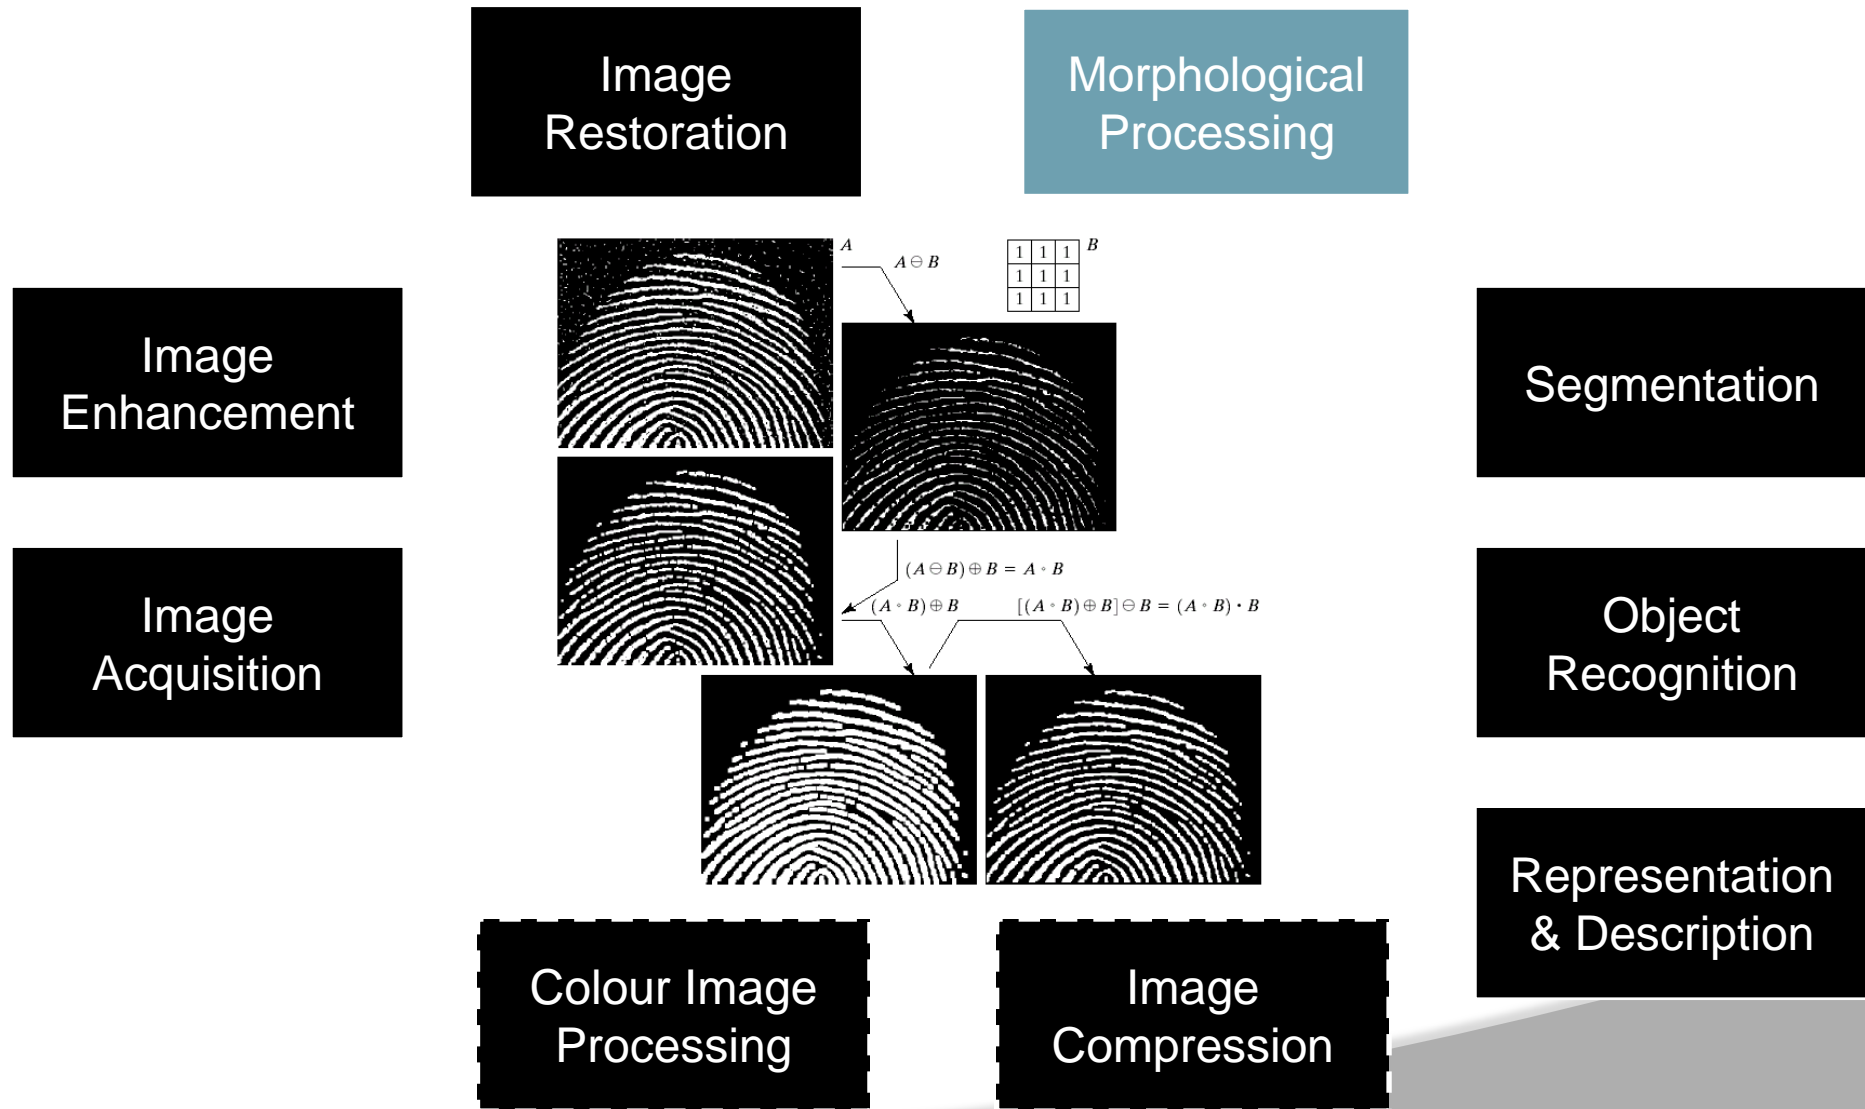 Image
Restoration
Morphological
Processing
A
A ⊖ B
1 1 1
1 1 1
1 1 1
B
Image
Enhancement
Segmentation
(A ⊖ B) ⊕ B = A ∘ B
(A ∘ B) ⊕ B
[(A ∘ B) ⊕ B] ⊖ B = (A ∘ B) • B
Image
Acquisition
Object
Recognition
Representation
& Description
Colour Image
Processing
Image
Compression